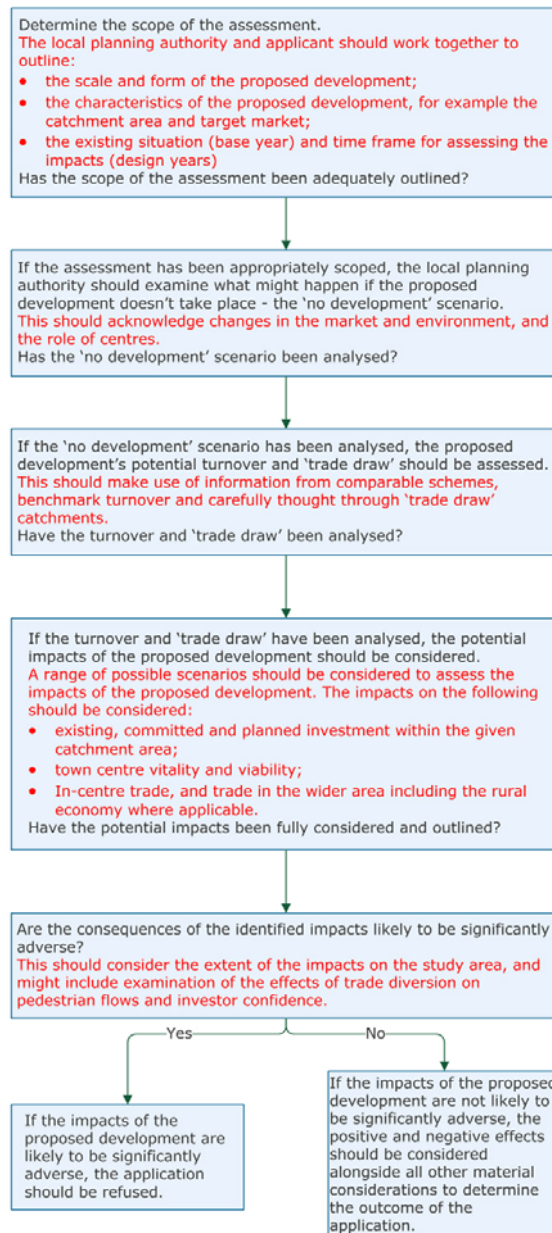 Determine the scope of the assessment.
The local planning authority and applicant should work together to
outline:
• the scale and form of the proposed development;
• the characteristics of the proposed development, for example the
catchment area and target market;
• the existing situation (base year) and time frame for assessing the
impacts (design years)
Has the scope of the assessment been adequately outlined?
If the assessment has been appropriately scoped, the local planning
authority should examine what might happen if the proposed
development doesn't take place - the 'no development' scenario.
This should acknowledge changes in the market and environment, and
the role of centres.
Has the 'no development' scenario been analysed?
If the 'no development' scenario has been analysed, the proposed
development's potential turnover and 'trade draw' should be assessed.
This should make use of information from comparable schemes,
benchmark turnover and carefully thought through 'trade draw'
catchments.
Have the turnover and 'trade draw' been analysed?
If the turnover and 'trade draw' have been analysed, the potential
impacts of the proposed development should be considered.
A range of possible scenarios should be considered to assess the
impacts of the proposed development. The impacts on the following
should be considered:
• existing, committed and planned investment within the given
catchment area;
• town centre vitality and viability;
• In-centre trade, and trade in the wider area including the rural
economy where applicable.
Have the potential impacts been fully considered and outlined?
Are the consequences of the identified impacts likely to be significantly
adverse?
This should consider the extent of the impacts on the study area, and
might include examination of the effects of trade diversion on
pedestrian flows and investor confidence.
Yes
No
If the impacts of the
proposed development are
likely to be significantly
adverse, the application
should be refused.
If the impacts of the proposed
development are not likely to
be significantly adverse, the
positive and negative effects
should be considered
alongside all other material
considerations to determine
the outcome of the
application.